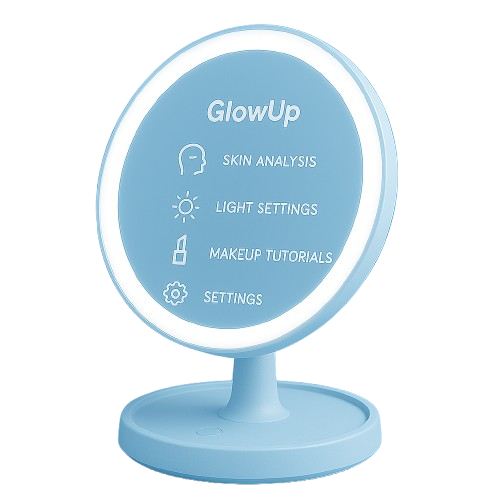 GlowUp
SKIN ANALYSIS
LIGHT SETTINGS
MAKEUP TUTORIALS
SETTINGS